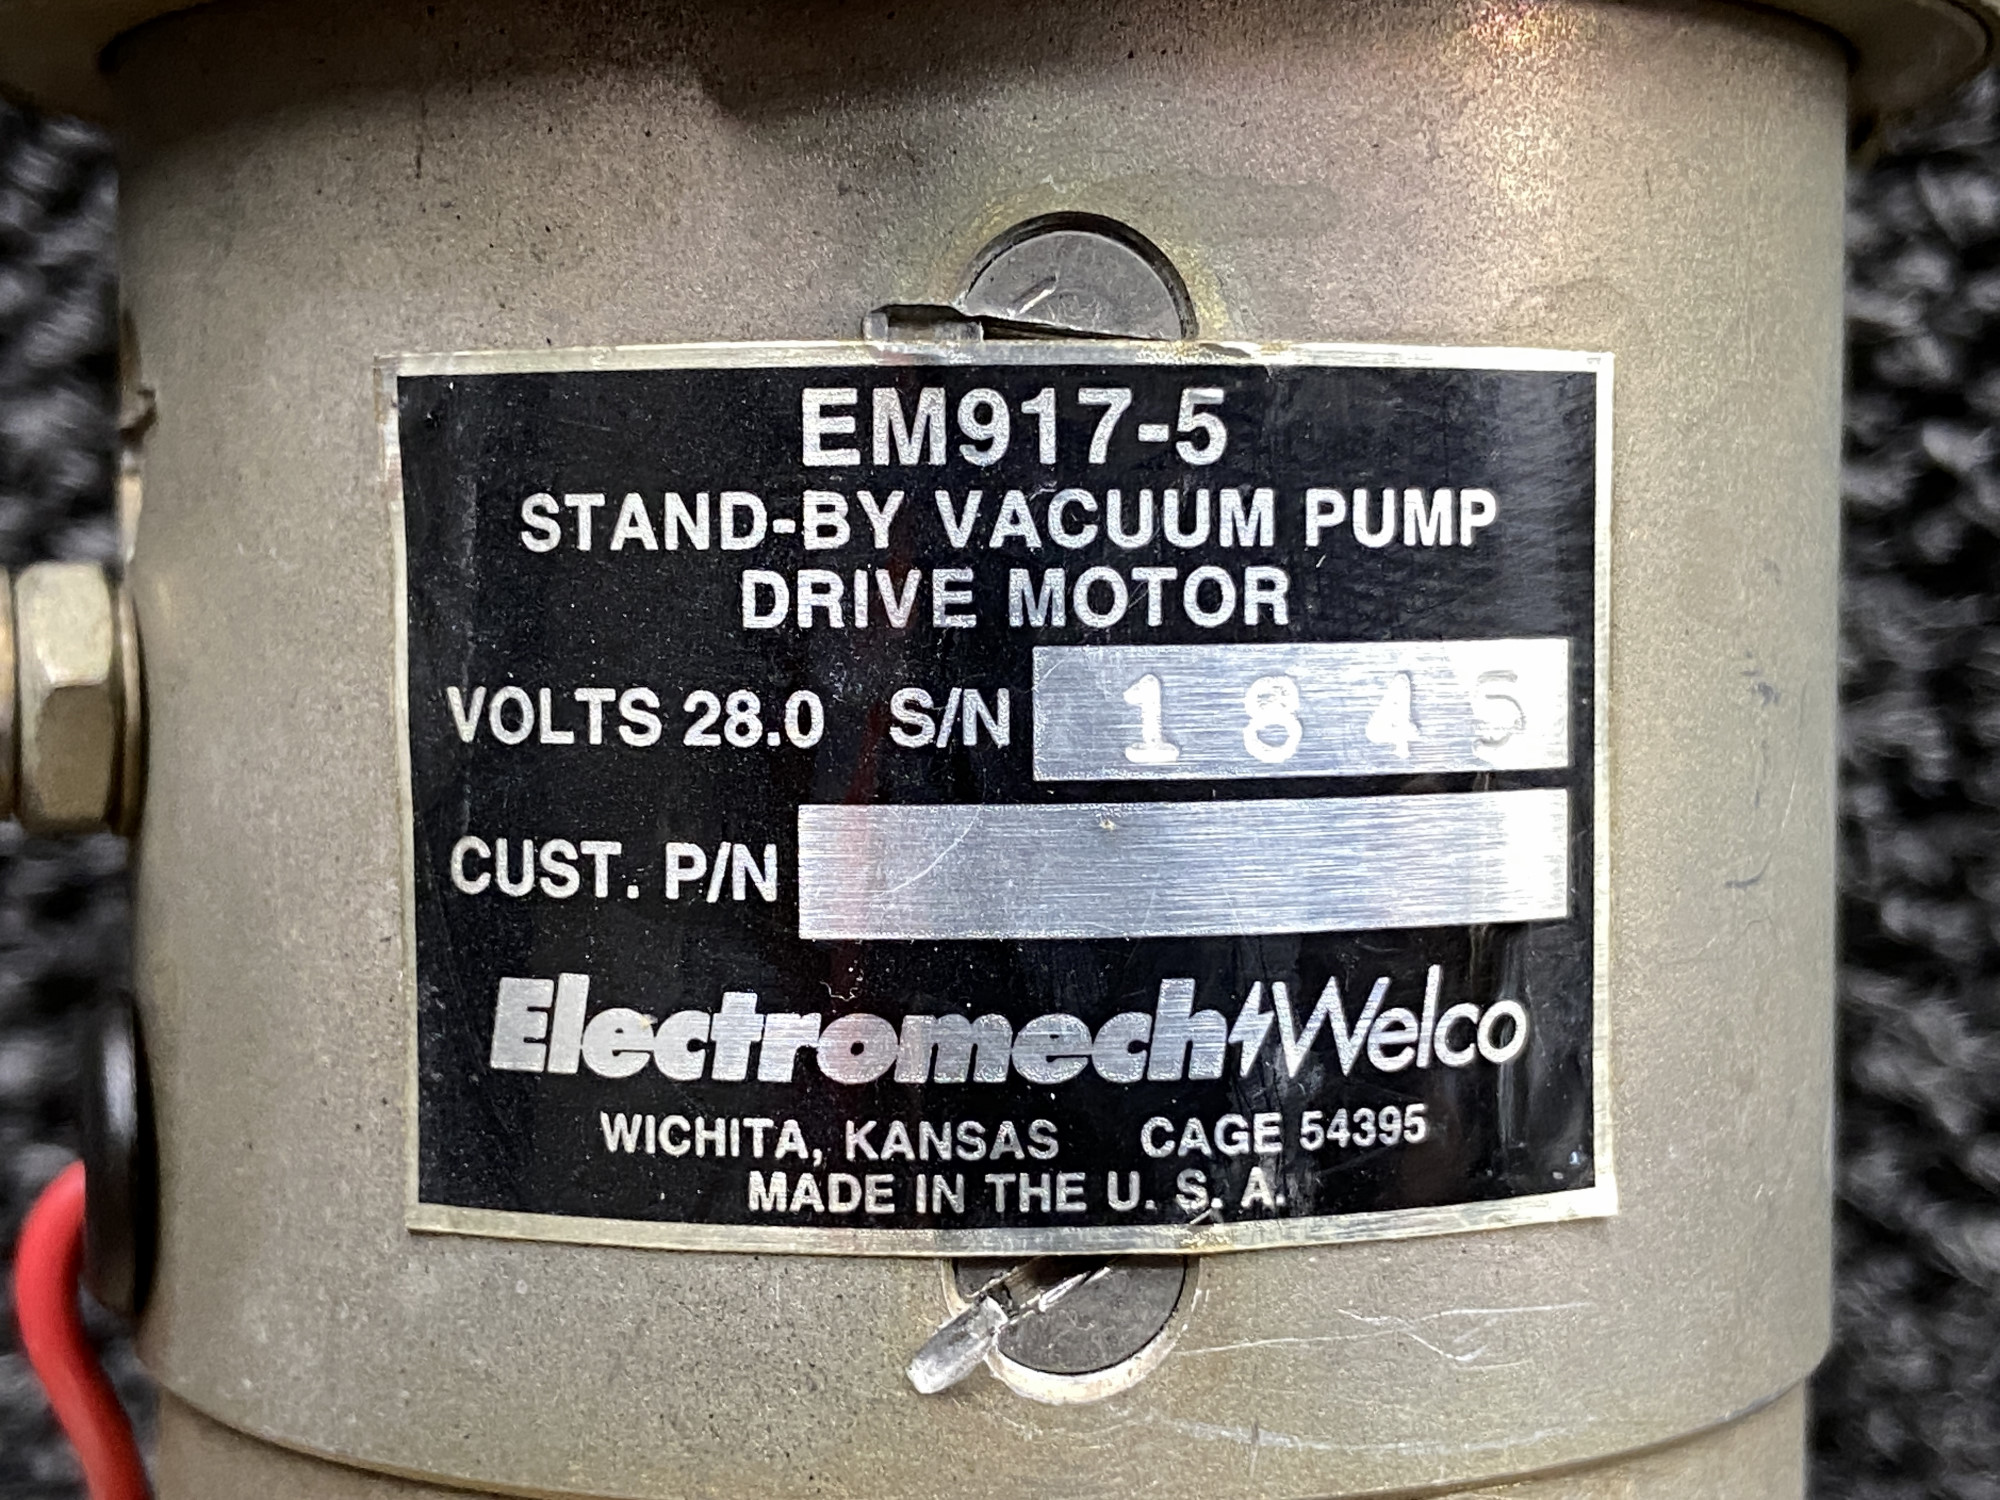 EM917-5
STAND-BY VACUUM PUMP
DRIVE MOTOR
VOLTS 28.0 S/N 1845
CUST. P/N
Electromech Welco
WICHITA, KANSAS CAGE 54395
MADE IN THE U. S. A.